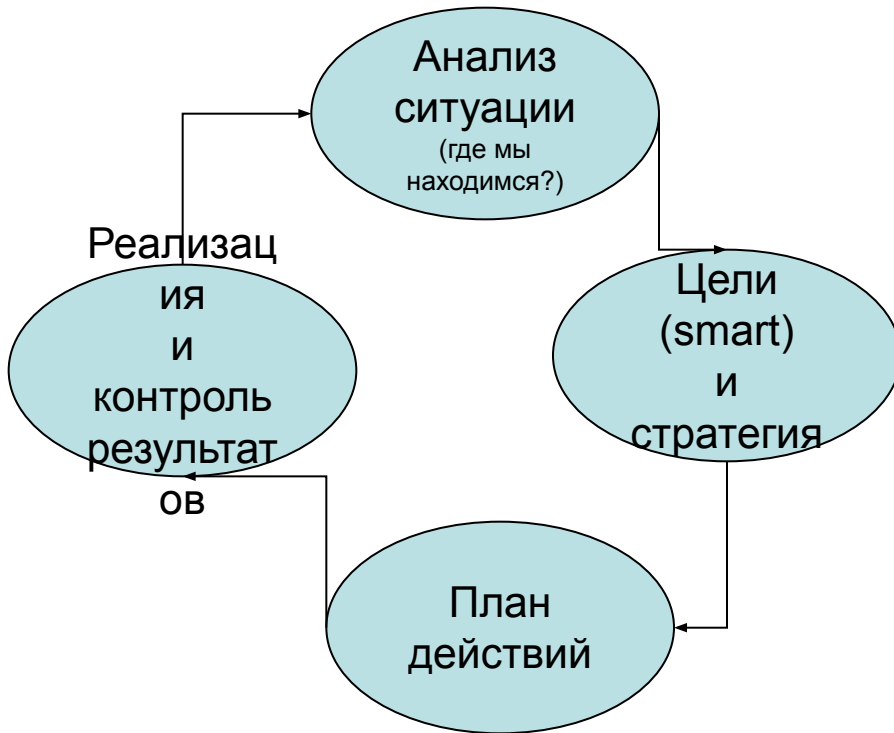 Анализ
ситуации
(где мы
находимся?)
Цели
(smart)
и
стратегия
План
действий
Реализац
ия
и
контроль
результат
ов